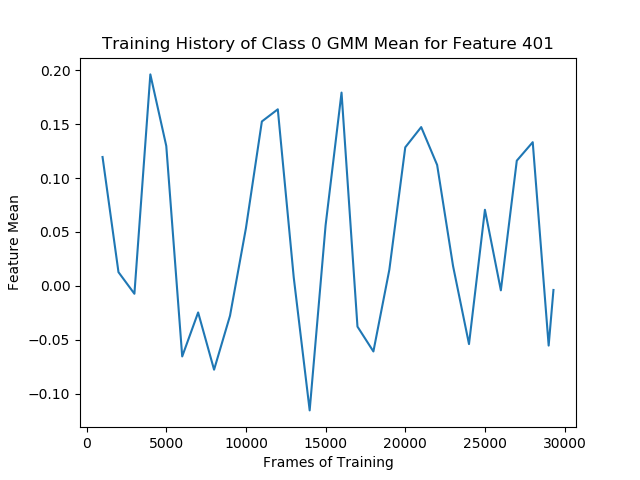 Training History of Class 0 GMM Mean for Feature 401
0.20
0.15
0.10
0.05
0.00
−0.05
−0.10
Feature Mean
0 5000 10000 15000 20000 25000 30000
Frames of Training